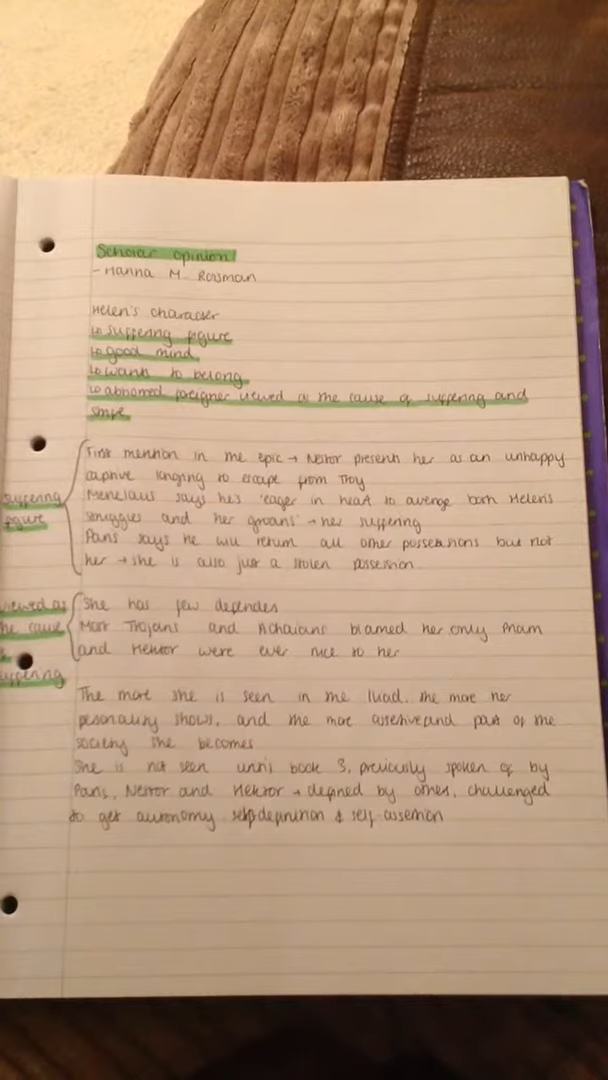 Scholar opinion
- Hanna M. Roisman
Helen's character
↳ suffering figure
↳ good mind
↳ wants to belong
↳ abhorred foreigner viewed as the cause of suffering and
strife
First mention in the epic → Nestor presents her as an unhappy
captive longing to escape from Troy
suffering Menelaus says he's 'eager in heart to avenge both Helen's
figure struggles and her groans' → her suffering
Paris says he will return all other possessions but not
her → she is also just a stolen possession
viewed as She has few
the cause Most Trojans and Achaians blamed her, only Priam
and Hektor were ever nice to her
suffering
The more she is seen in the Iliad, the more her
personality shows, and the more assertive and part of the
society she becomes
She is not seen until book 3, previously spoken of by
Paris, Nestor and Hektor → defined by others, challenged
to get autonomy self-definition & self-assertion